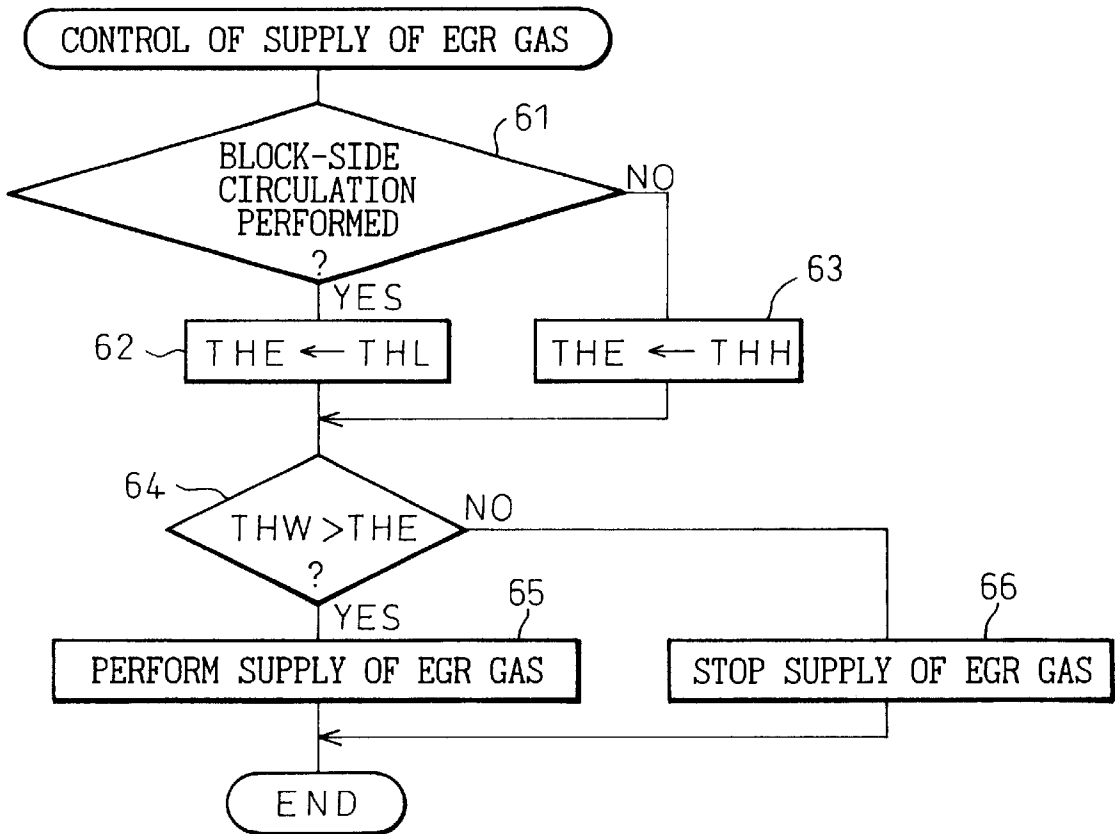 CONTROL OF SUPPLY OF EGR GAS
61
BLOCK-SIDE
CIRCULATION
PERFORMED
?
NO
YES
63
62
THE ← THL
THE ← THH
64
THW > THE
?
NO
YES
65
66
PERFORM SUPPLY OF EGR GAS
STOP SUPPLY OF EGR GAS
END